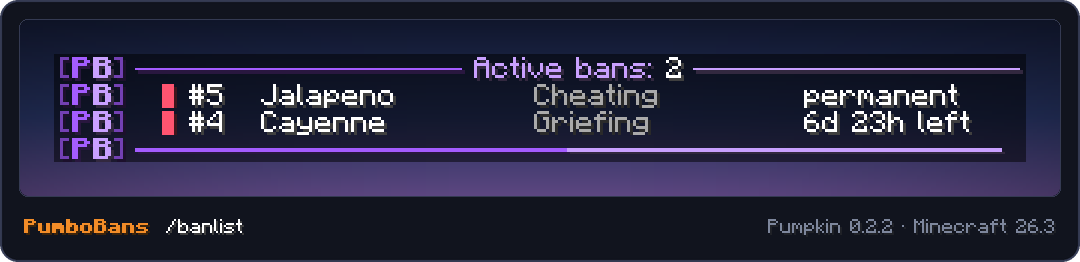 [PB] Active bans: 2
[PB] #5 Jalapeno Cheating permanent
[PB] #4 Cayenne Griefing 6d 23h left
[PB]
PumboBans /banlist Pumpkin 0.2.2 · Minecraft 26.3